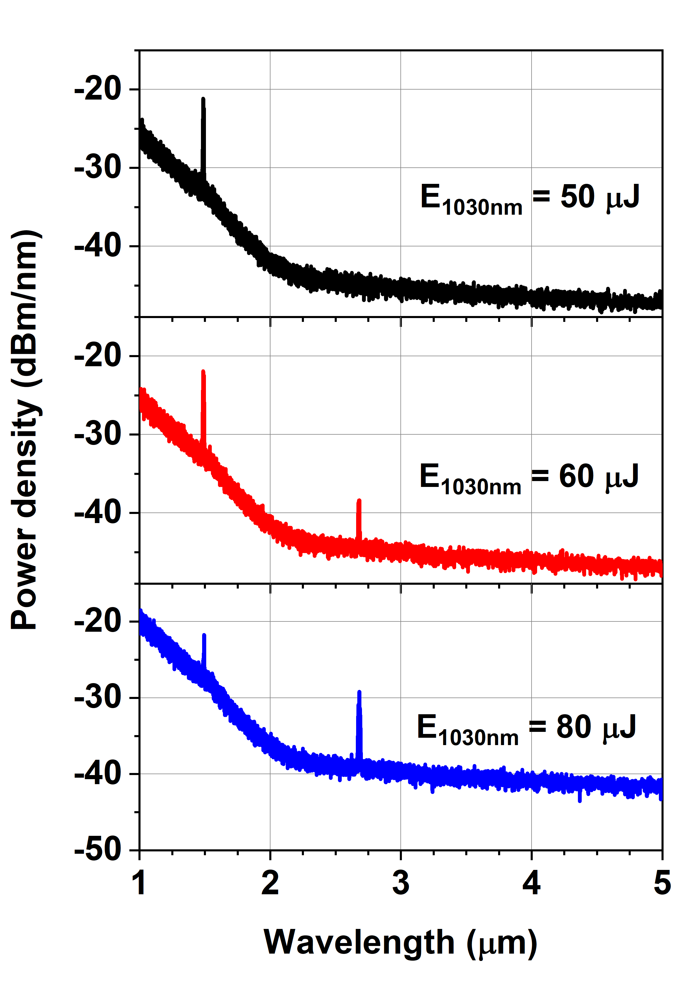 Power density (dBm/nm)
-20
-30
-40
E1030nm = 50 μJ
-20
-30
-40
E1030nm = 60 μJ
-20
-30
-40
-50
E1030nm = 80 μJ
1 2 3 4 5
Wavelength (μm)